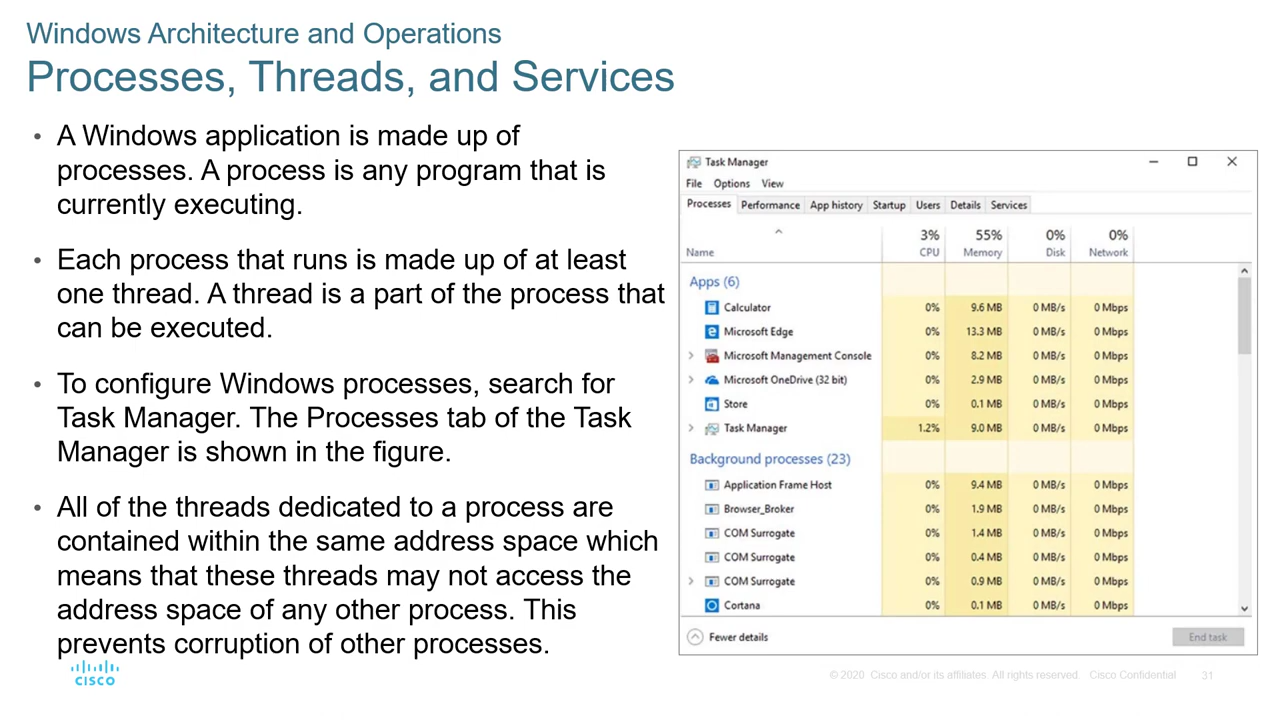 Windows Architecture and Operations
Processes, Threads, and Services
• A Windows application is made up of
processes. A process is any program that is
currently executing.
• Each process that runs is made up of at least
one thread. A thread is a part of the process that
can be executed.
• To configure Windows processes, search for
Task Manager. The Processes tab of the Task
Manager is shown in the figure.
• All of the threads dedicated to a process are
contained within the same address space which
means that these threads may not access the
address space of any other process. This
prevents corruption of other processes.
Task Manager
File Options View
Processes Performance App history Startup Users Details Services
3% 55% 0% 0%
Name CPU Memory Disk Network
Apps (6)
Calculator 0% 9.6 MB 0 MB/s 0 Mbps
Microsoft Edge 0% 13.3 MB 0 MB/s 0 Mbps
Microsoft Management Console 0% 8.2 MB 0 MB/s 0 Mbps
Microsoft OneDrive (32 bit) 0% 2.9 MB 0 MB/s 0 Mbps
Store 0% 0.1 MB 0 MB/s 0 Mbps
Task Manager 1.2% 9.0 MB 0 MB/s 0 Mbps
Background processes (23)
Application Frame Host 0% 9.4 MB 0 MB/s 0 Mbps
Browser_Broker 0% 1.9 MB 0 MB/s 0 Mbps
COM Surrogate 0% 1.4 MB 0 MB/s 0 Mbps
COM Surrogate 0% 0.4 MB 0 MB/s 0 Mbps
COM Surrogate 0% 0.9 MB 0 MB/s 0 Mbps
Cortana 0% 0.1 MB 0 MB/s 0 Mbps
Fewer details End task
CISCO
© 2020 Cisco and/or its affiliates. All rights reserved. Cisco Confidential 31